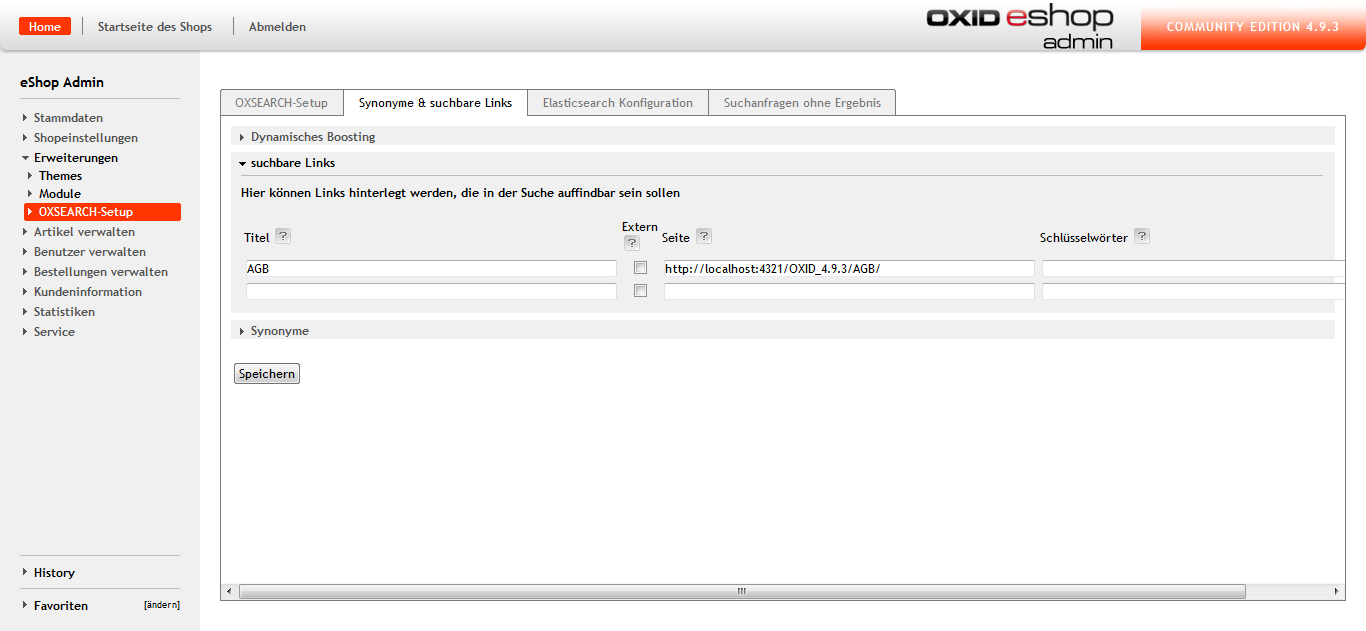 Home
Startseite des Shops
Abmelden
OXID eshop
admin
COMMUNITY EDITION 4.9.3
eShop Admin
Stammdaten
Shopeinstellungen
Erweiterungen
Themes
Module
OXSEARCH-Setup
Artikel verwalten
Benutzer verwalten
Bestellungen verwalten
Kundeninformation
Statistiken
Service
History
Favoriten [ändern]
OXSEARCH-Setup
Synonyme & suchbare Links
Elasticsearch Konfiguration
Suchanfragen ohne Ergebnis
Dynamisches Boosting
suchbare Links
Hier können Links hinterlegt werden, die in der Suche auffindbar sein sollen
Titel ?
Extern
?
Seite ?
Schlüsselwörter ?
AGB
http://localhost:4321/OXID_4.9.3/AGB/
Synonyme
Speichern